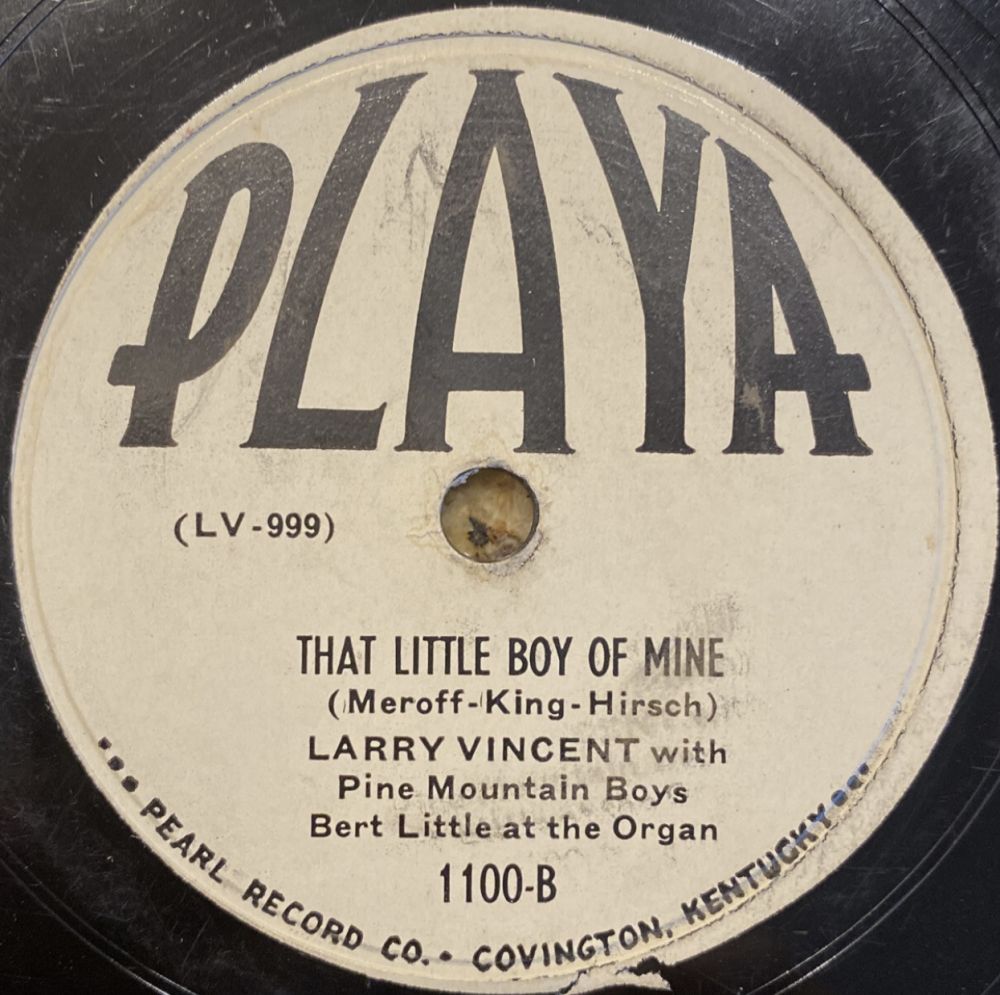 PLAYA
(LV-999)
THAT LITTLE BOY OF MINE
(Meroff-King-Hirsch)
LARRY VINCENT with
Pine Mountain Boys
Bert Little at the Organ
1100-B
••• PEARL RECORD CO. • COVINGTON, KENTUCKY •••